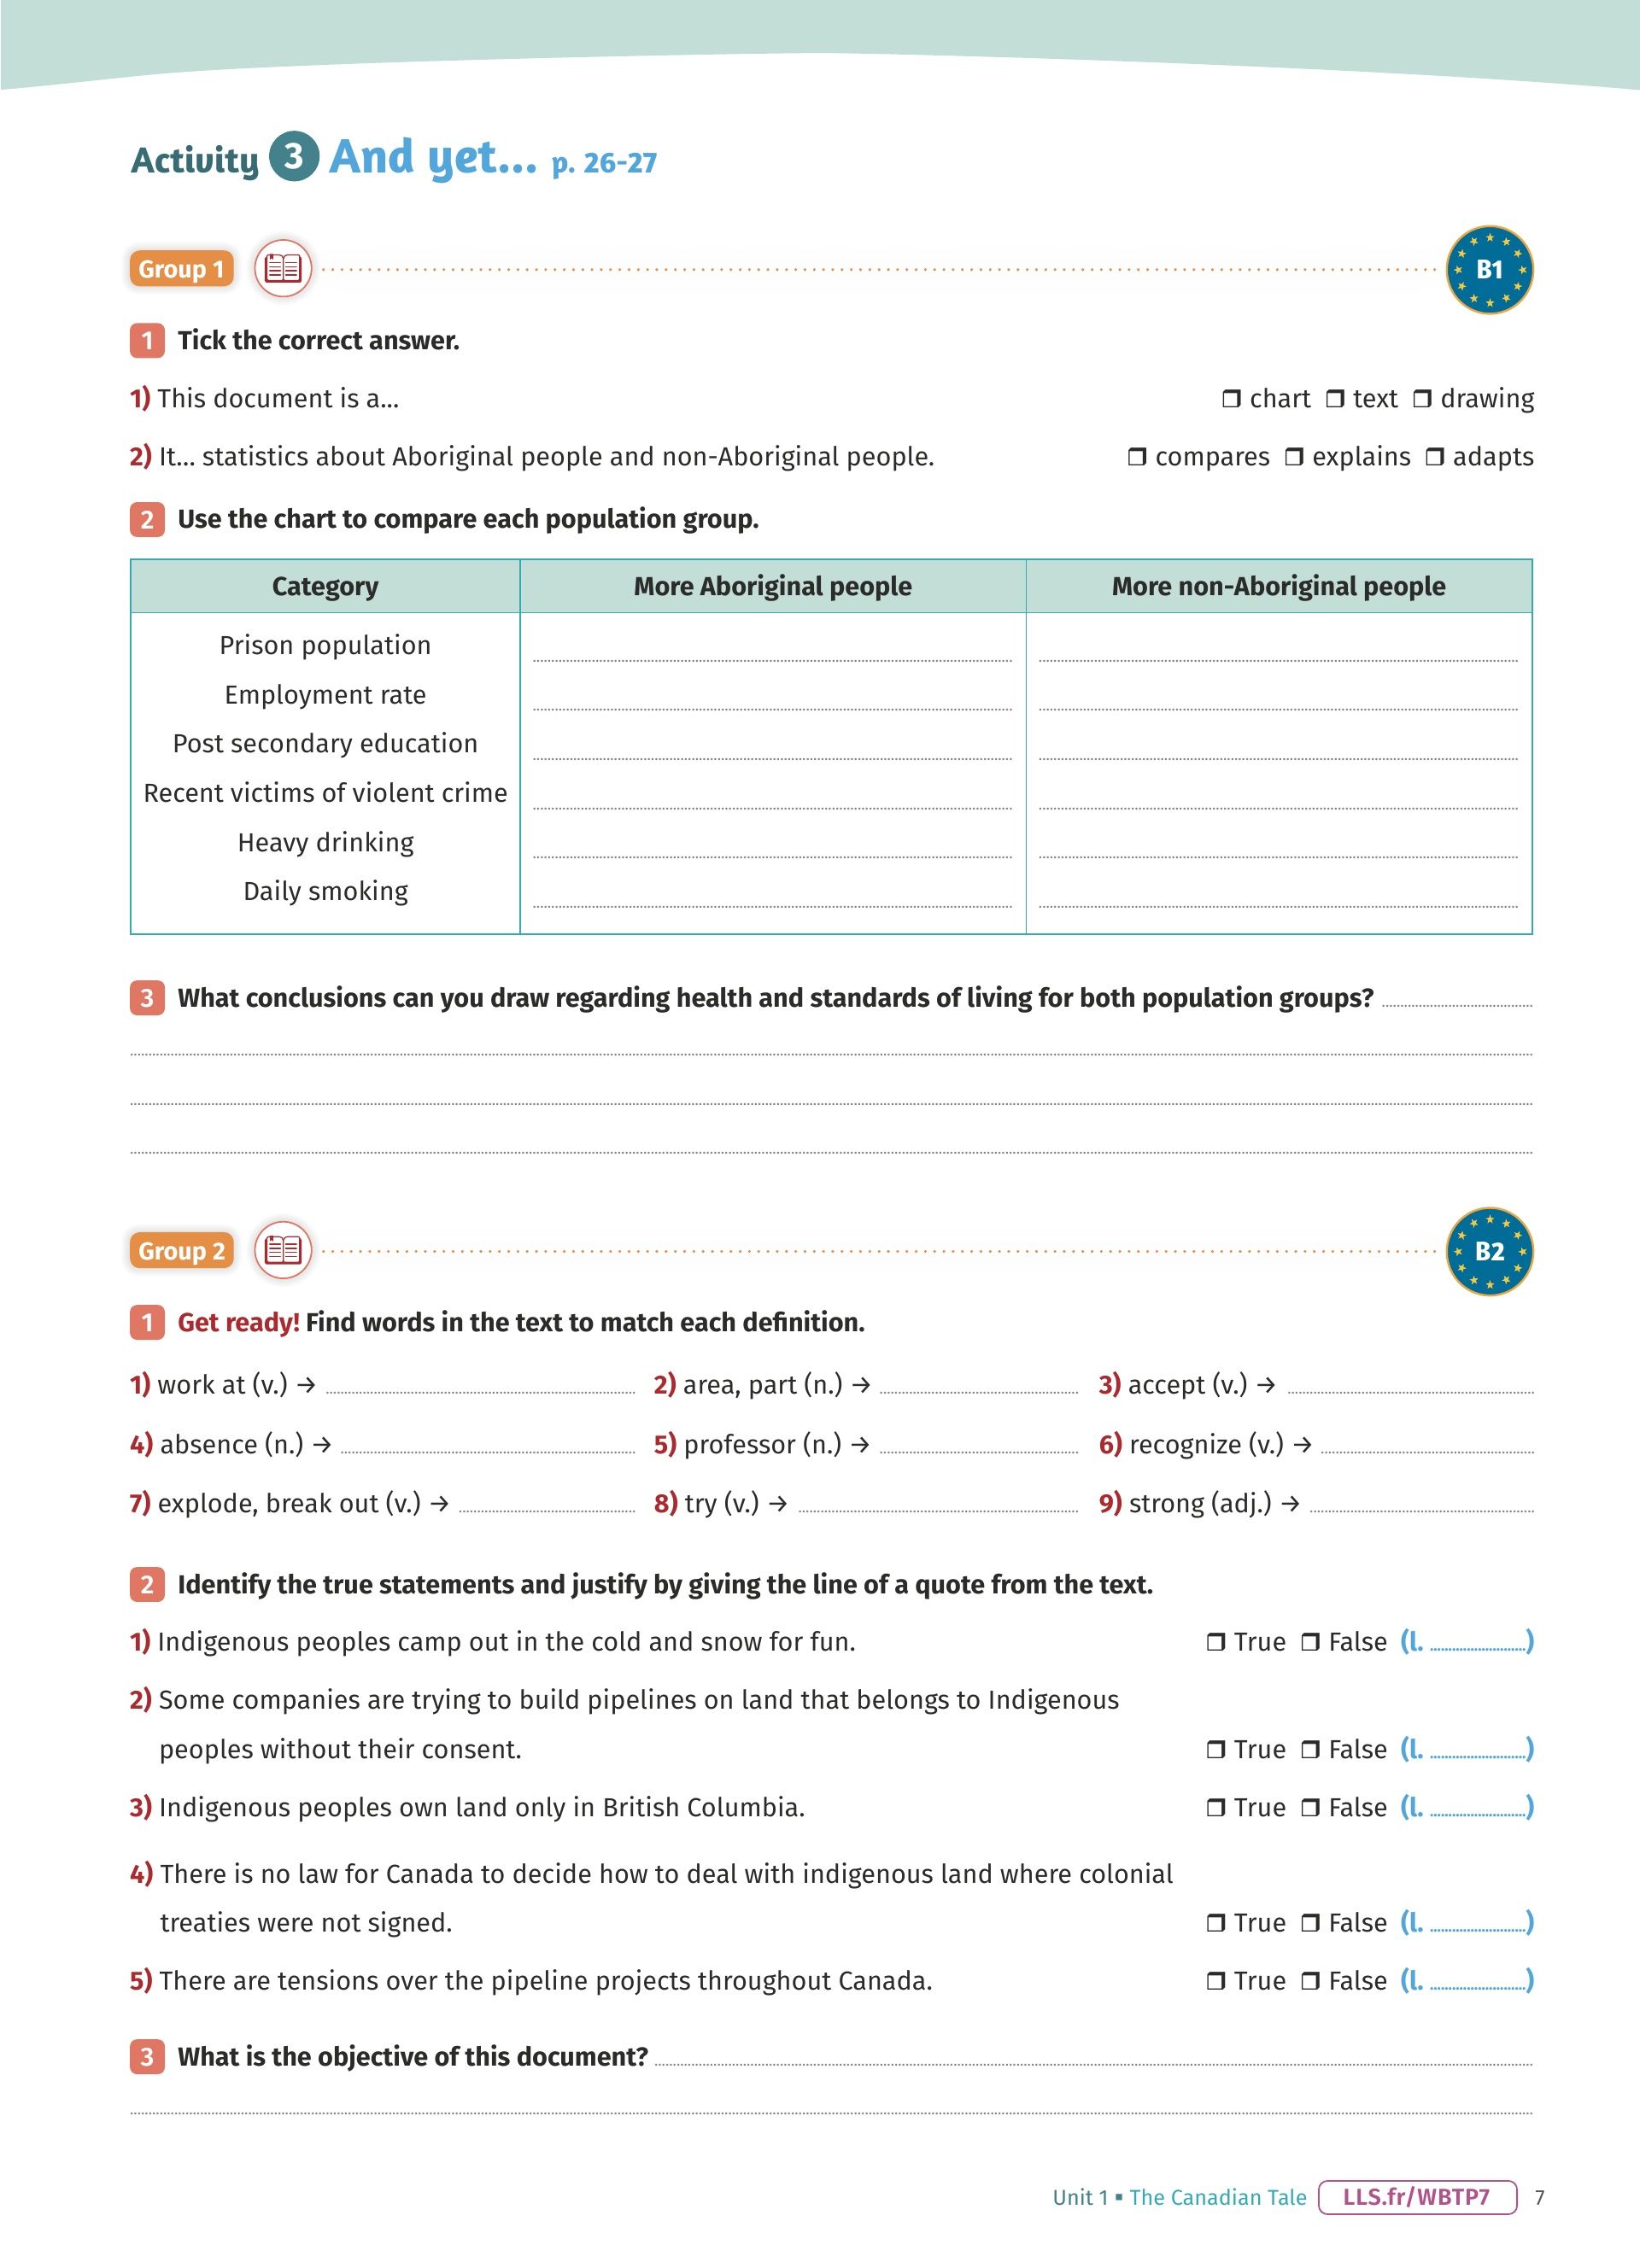 Activity 3 And yet... p. 26-27
Group 1
B1
1 Tick the correct answer.
1) This document is a... ❒ chart ❒ text ❒ drawing
2) It... statistics about Aboriginal people and non-Aboriginal people. ❒ compares ❒ explains ❒ adapts
2 Use the chart to compare each population group.
Category More Aboriginal people More non-Aboriginal people
Prison population
Employment rate
Post secondary education
Recent victims of violent crime
Heavy drinking
Daily smoking
3 What conclusions can you draw regarding health and standards of living for both population groups?
Group 2
B2
1 Get ready! Find words in the text to match each definition.
1) work at (v.) → 2) area, part (n.) → 3) accept (v.) →
4) absence (n.) → 5) professor (n.) → 6) recognize (v.) →
7) explode, break out (v.) → 8) try (v.) → 9) strong (adj.) →
2 Identify the true statements and justify by giving the line of a quote from the text.
1) Indigenous peoples camp out in the cold and snow for fun. ❒ True ❒ False (l. )
2) Some companies are trying to build pipelines on land that belongs to Indigenous
peoples without their consent. ❒ True ❒ False (l. )
3) Indigenous peoples own land only in British Columbia. ❒ True ❒ False (l. )
4) There is no law for Canada to decide how to deal with indigenous land where colonial
treaties were not signed. ❒ True ❒ False (l. )
5) There are tensions over the pipeline projects throughout Canada. ❒ True ❒ False (l. )
3 What is the objective of this document?
Unit 1 ▪ The Canadian Tale LLS.fr/WBTP7 7